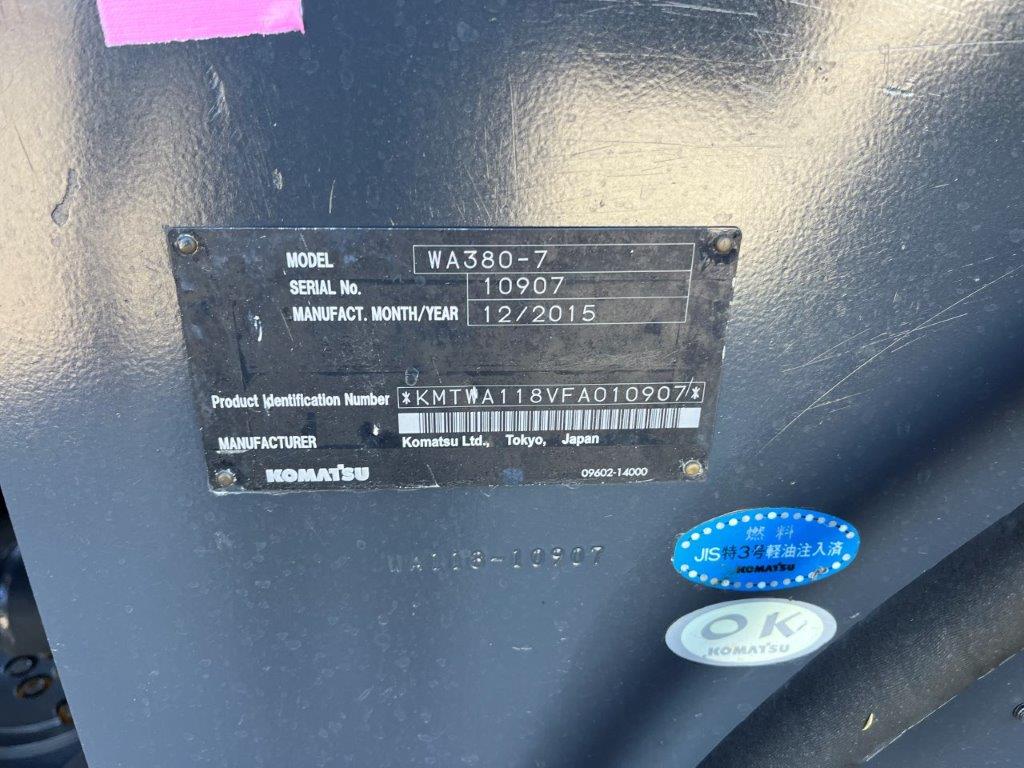 MODEL WA380-7
SERIAL No. 10907
MANUFACT. MONTH/YEAR 12/2015
Product Identification Number *KMTWA118VFA010907*
MANUFACTURER Komatsu Ltd., Tokyo, Japan
KOMATSU 09602-14000
WA118-10907
燃料
JIS特3号軽油注入済
KOMATSU
OK
KOMATSU